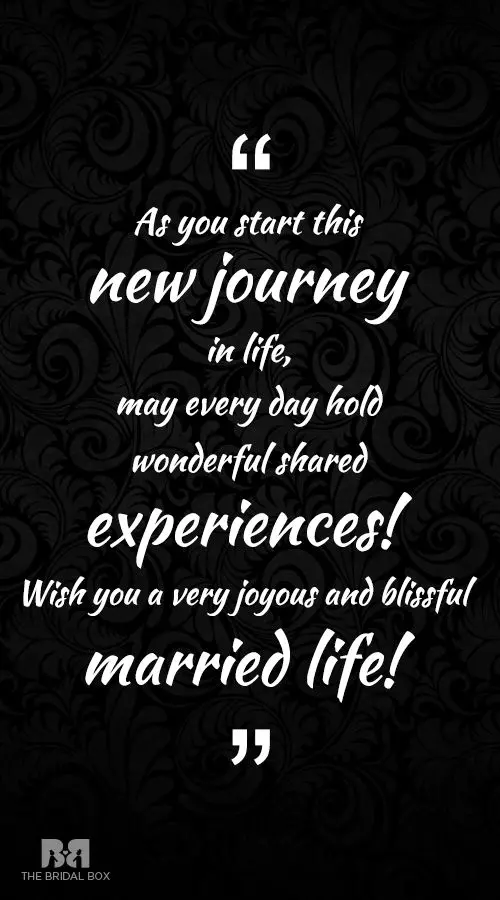 “
As you start this
new journey
in life,
may every day hold
wonderful shared
experiences!
Wish you a very joyous and blissful
married life!
”
BB
THE BRIDAL BOX